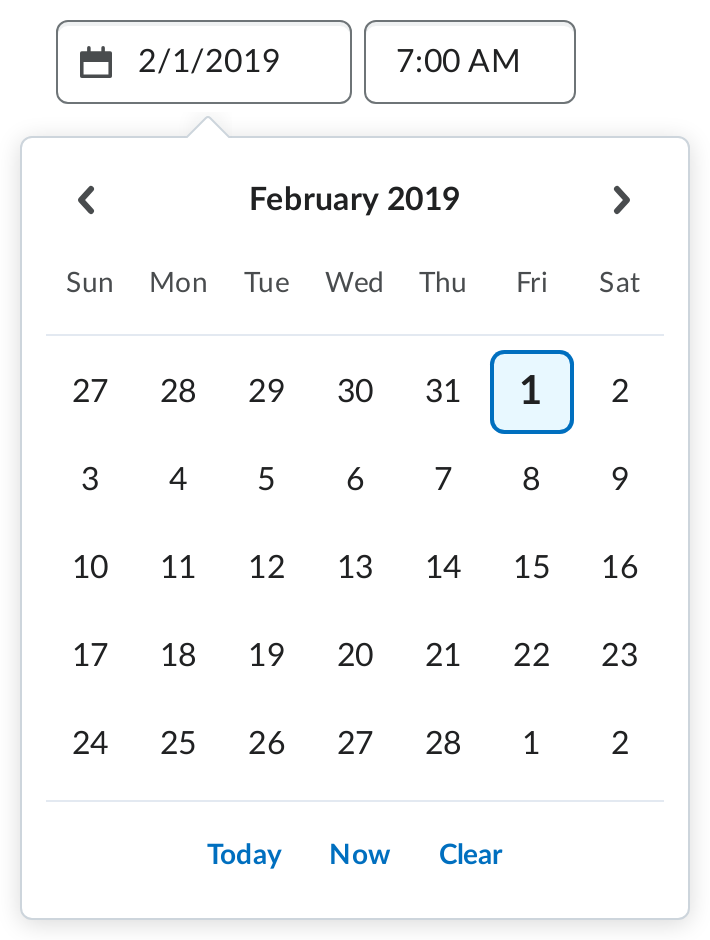 2/1/2019 7:00 AM
February 2019
Sun Mon Tue Wed Thu Fri Sat
27 28 29 30 31 1 2
3 4 5 6 7 8 9
10 11 12 13 14 15 16
17 18 19 20 21 22 23
24 25 26 27 28 1 2
Today Now Clear